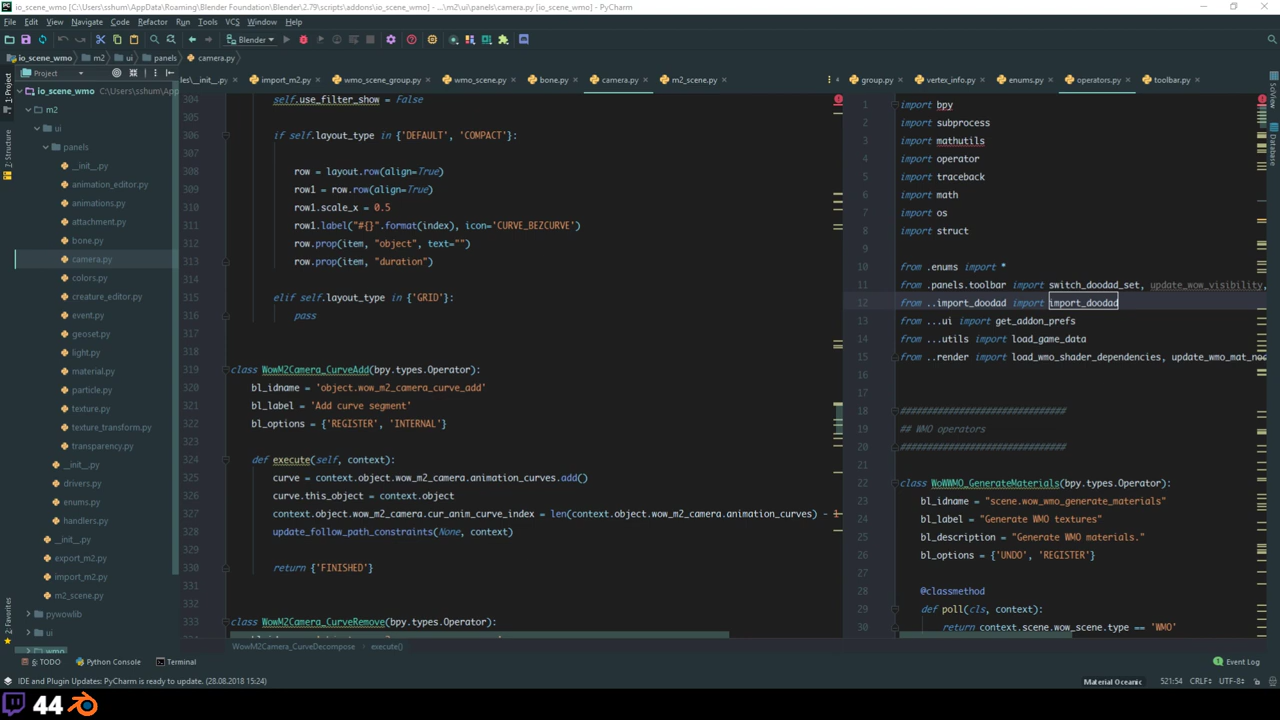 io_scene_wmo [C:\Users\sshum\AppData\Roaming\Blender Foundation\Blender\2.79\scripts\addons\io_scene_wmo] - ...\m2\ui\panels\camera.py [io_scene_wmo] - PyCharm
File Edit View Navigate Code Refactor Run Tools VCS Window Help
Blender
io_scene_wmo m2 ui panels camera.py
Project
es\__init__.py import_m2.py wmo_scene_group.py wmo_scene.py bone.py camera.py m2_scene.py group.py vertex_info.py enums.py operators.py toolbar.py
1: Project
7: Structure
2: Favorites
SciView
Database
io_scene_wmo C:\Users\sshum\App
m2
ui
panels
__init__.py
animation_editor.py
animations.py
attachment.py
bone.py
camera.py
colors.py
creature_editor.py
event.py
geoset.py
light.py
material.py
particle.py
texture.py
texture_transform.py
transparency.py
__init__.py
drivers.py
enums.py
handlers.py
__init__.py
export_m2.py
import_m2.py
m2_scene.py
pywowlib
ui
wmo
304 self.use_filter_show = False
305
306 if self.layout_type in {'DEFAULT', 'COMPACT'}:
307
308 row = layout.row(align=True)
309 row1 = row.row(align=True)
310 row1.scale_x = 0.5
311 row1.label("#{}".format(index), icon='CURVE_BEZCURVE')
312 row.prop(item, "object", text="")
313 row.prop(item, "duration")
314
315 elif self.layout_type in {'GRID'}:
316 pass
317
318
319 class WowM2Camera_CurveAdd(bpy.types.Operator):
320 bl_idname = 'object.wow_m2_camera_curve_add'
321 bl_label = 'Add curve segment'
322 bl_options = {'REGISTER', 'INTERNAL'}
323
324 def execute(self, context):
325 curve = context.object.wow_m2_camera.animation_curves.add()
326 curve.this_object = context.object
327 context.object.wow_m2_camera.cur_anim_curve_index = len(context.object.wow_m2_camera.animation_curves) - 1
328 update_follow_path_constraints(None, context)
329
330 return {'FINISHED'}
331
332
333 class WowM2Camera_CurveRemove(bpy.types.Operator):
WowM2Camera_CurveDecompose execute()
1 import bpy
2 import subprocess
3 import mathutils
4 import operator
5 import traceback
6 import math
7 import os
8 import struct
9
10 from .enums import *
11 from .panels.toolbar import switch_doodad_set, update_wow_visibility,
12 from ..import_doodad import import_doodad
13 from ...ui import get_addon_prefs
14 from ...utils import load_game_data
15 from ..render import load_wmo_shader_dependencies, update_wmo_mat_nod
16
17
18 ##############################
19 ## WMO operators
20 ##############################
21
22 class WoWWMO_GenerateMaterials(bpy.types.Operator):
23 bl_idname = "scene.wow_wmo_generate_materials"
24 bl_label = "Generate WMO textures"
25 bl_description = "Generate WMO materials."
26 bl_options = {'UNDO', 'REGISTER'}
27
28 @classmethod
29 def poll(cls, context):
30 return context.scene.wow_scene.type == 'WMO'
6: TODO Python Console Terminal Event Log
IDE and Plugin Updates: PyCharm is ready to update. (28.08.2018 15:24) Material Oceanic 521:54 CRLF÷ UTF-8÷
44